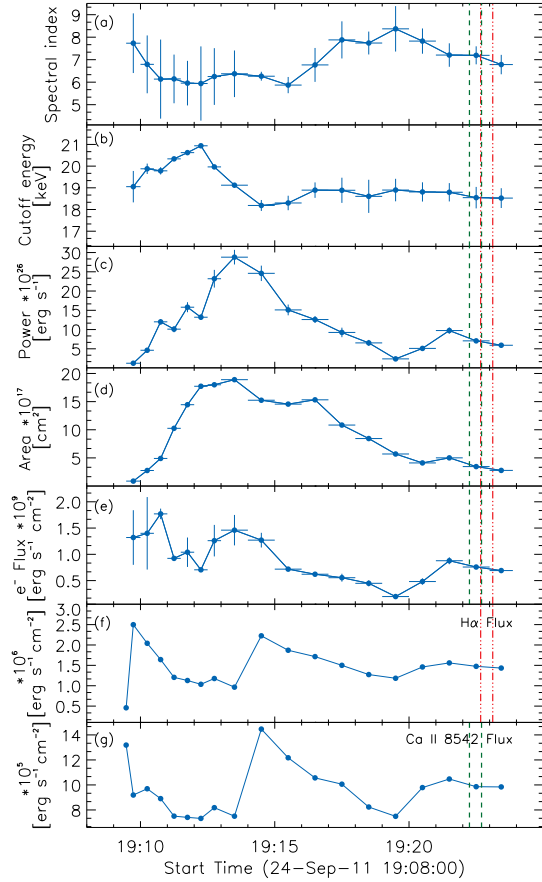 (a)
Spectral index
9
8
7
6
5
(b)
Cutoff energy
[keV]
21
20
19
18
17
(c)
Power *10²⁶
[erg s⁻¹]
30
25
20
15
10
5
(d)
Area *10¹⁷
[cm²]
20
15
10
5
(e)
e⁻ Flux *10⁹
[erg s⁻¹ cm⁻²]
2.0
1.5
1.0
0.5
(f)
Hα Flux
*10⁶
[erg s⁻¹ cm⁻²]
3.0
2.5
2.0
1.5
1.0
0.5
(g)
Ca II 8542 Flux
*10⁵
[erg s⁻¹ cm⁻²]
14
12
10
8
19:10 19:15 19:20
Start Time (24-Sep-11 19:08:00)